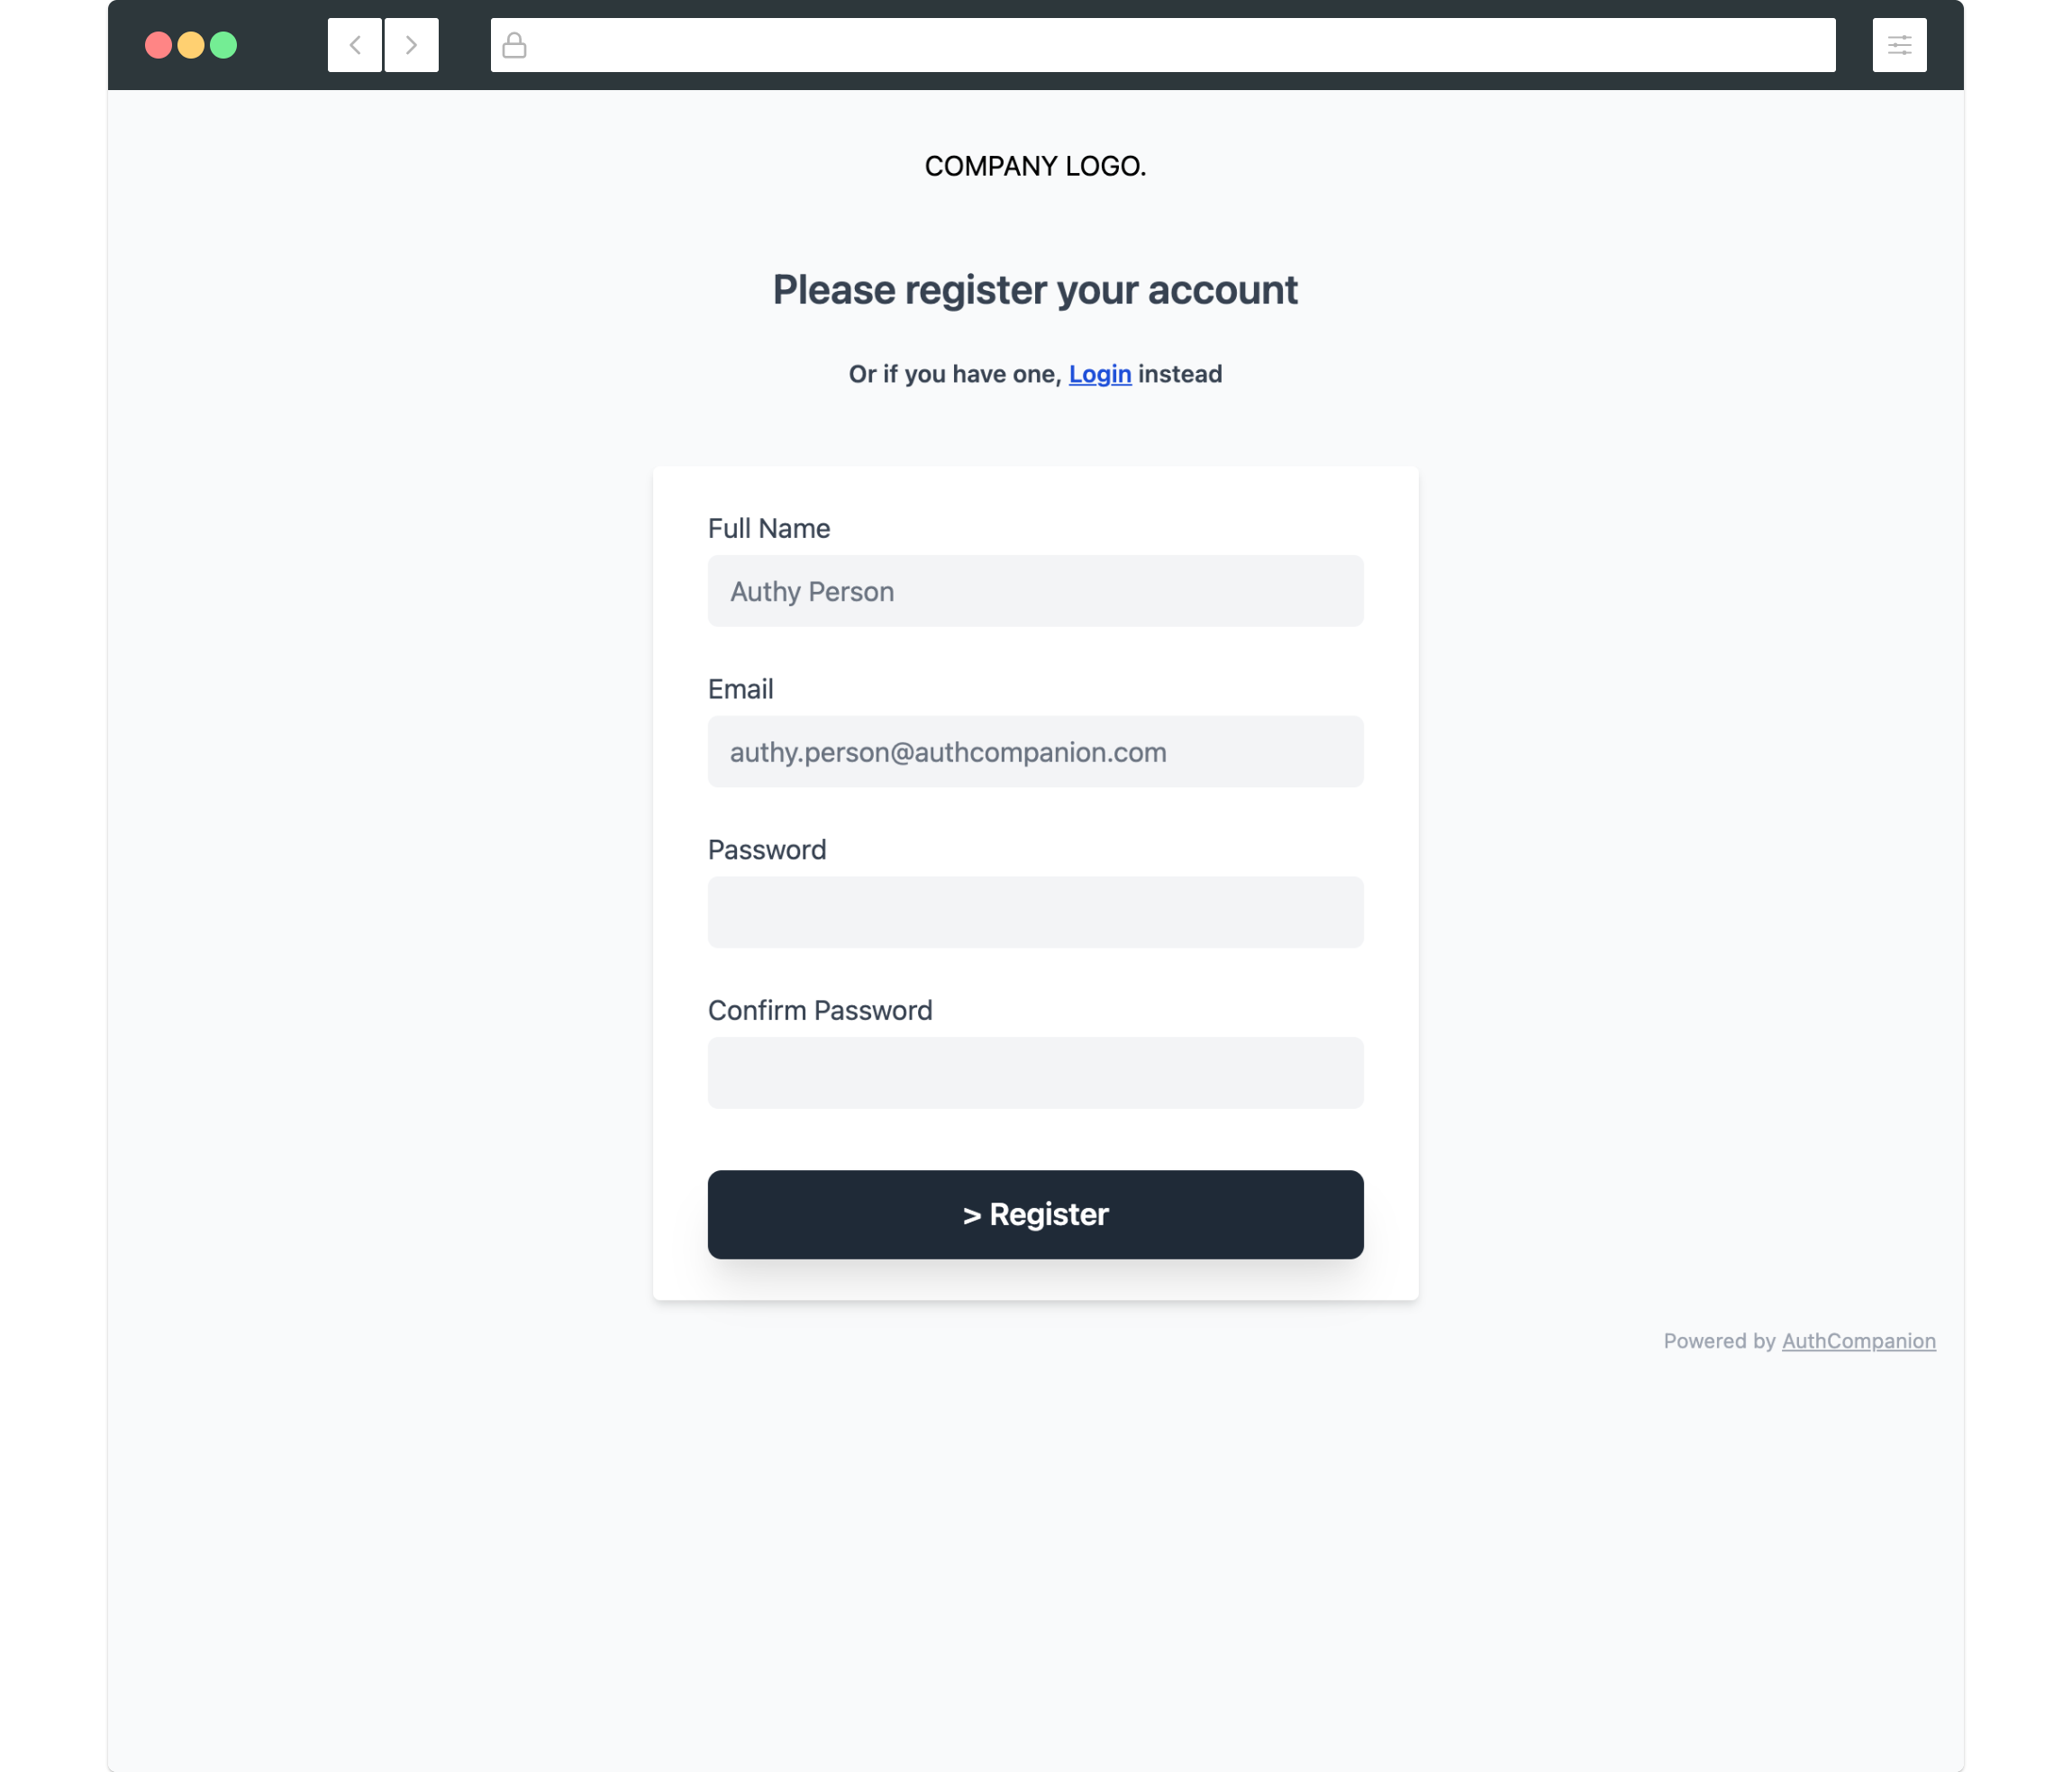 COMPANY LOGO.
Please register your account
Or if you have one, Login instead
Full Name
Authy Person
Email
authy.person@authcompanion.com
Password
Confirm Password
> Register
Powered by AuthCompanion